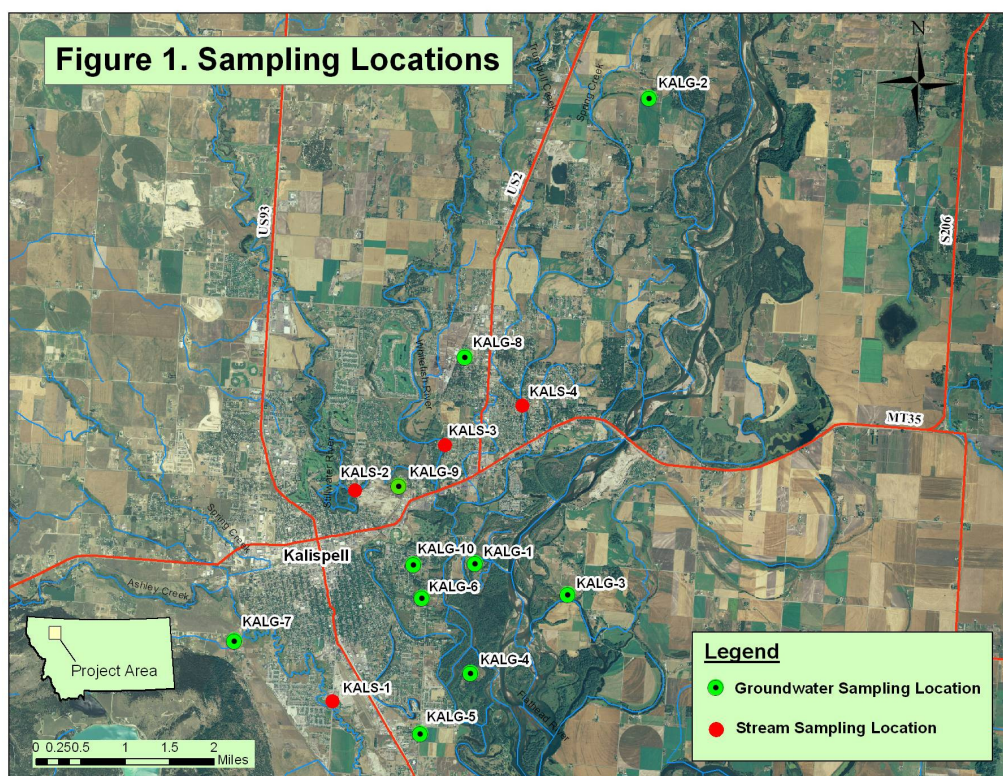 Figure 1. Sampling Locations
N
Trumbull Creek
Spring Creek
KALG-2
US2
US93
S206
KALG-8
Whitefish River
KALS-4
MT35
KALS-3
KALG-9
KALS-2
Stillwater River
Spring Creek
Kalispell
KALG-10
KALG-1
KALG-6
KALG-3
Ashley Creek
KALG-7
Project Area
KALG-4
KALS-1
Flathead River
KALG-5
Legend
Groundwater Sampling Location
Stream Sampling Location
0 0.25 0.5 1 1.5 2
Miles